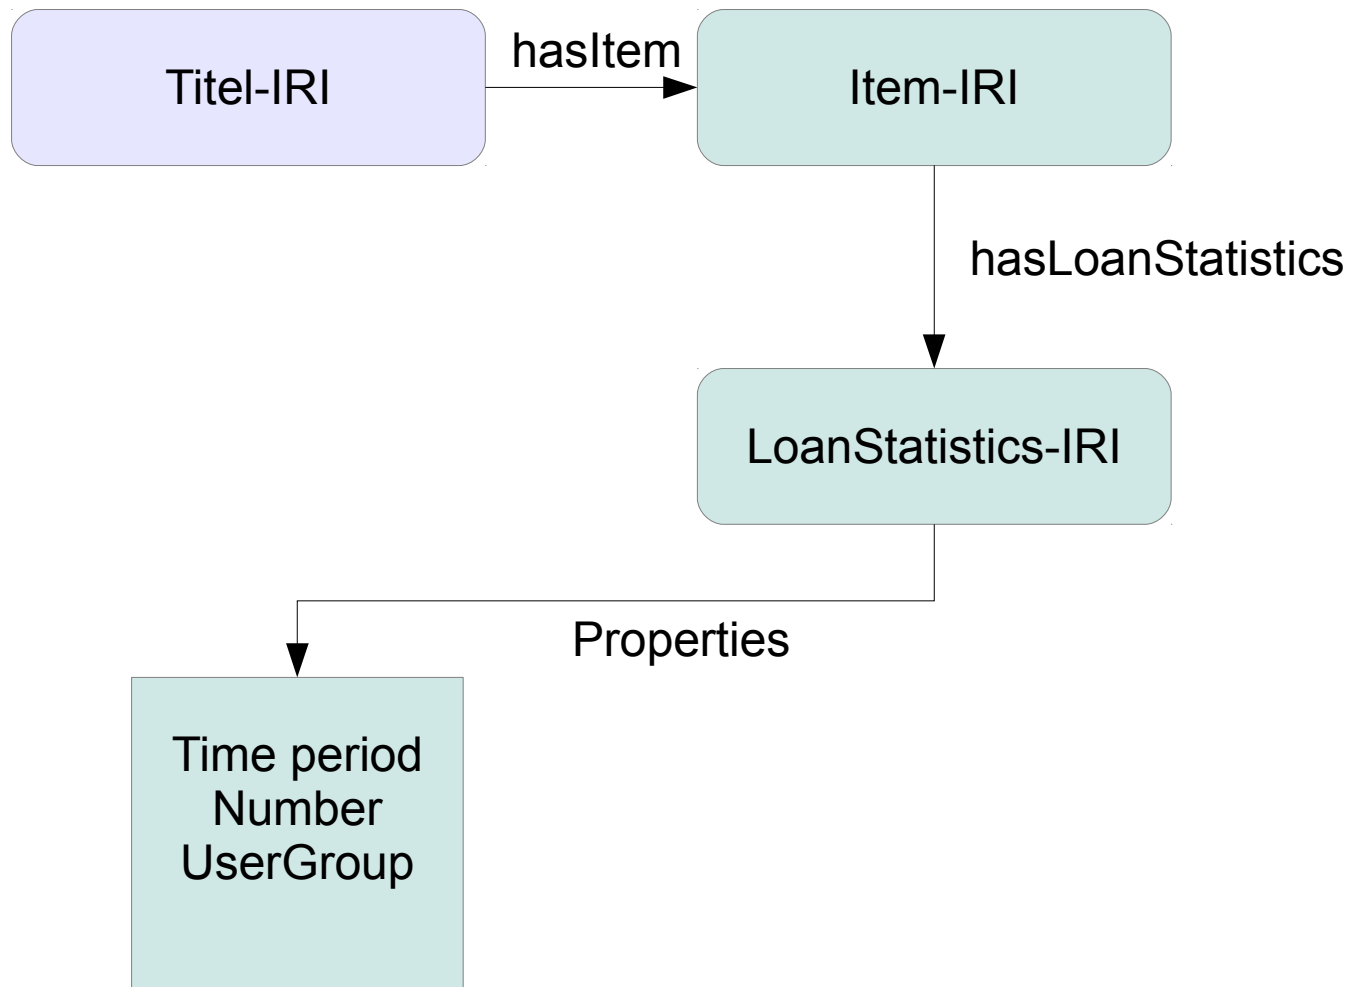 Titel-IRI
hasItem
Item-IRI
hasLoanStatistics
LoanStatistics-IRI
Properties
Time period
Number
UserGroup